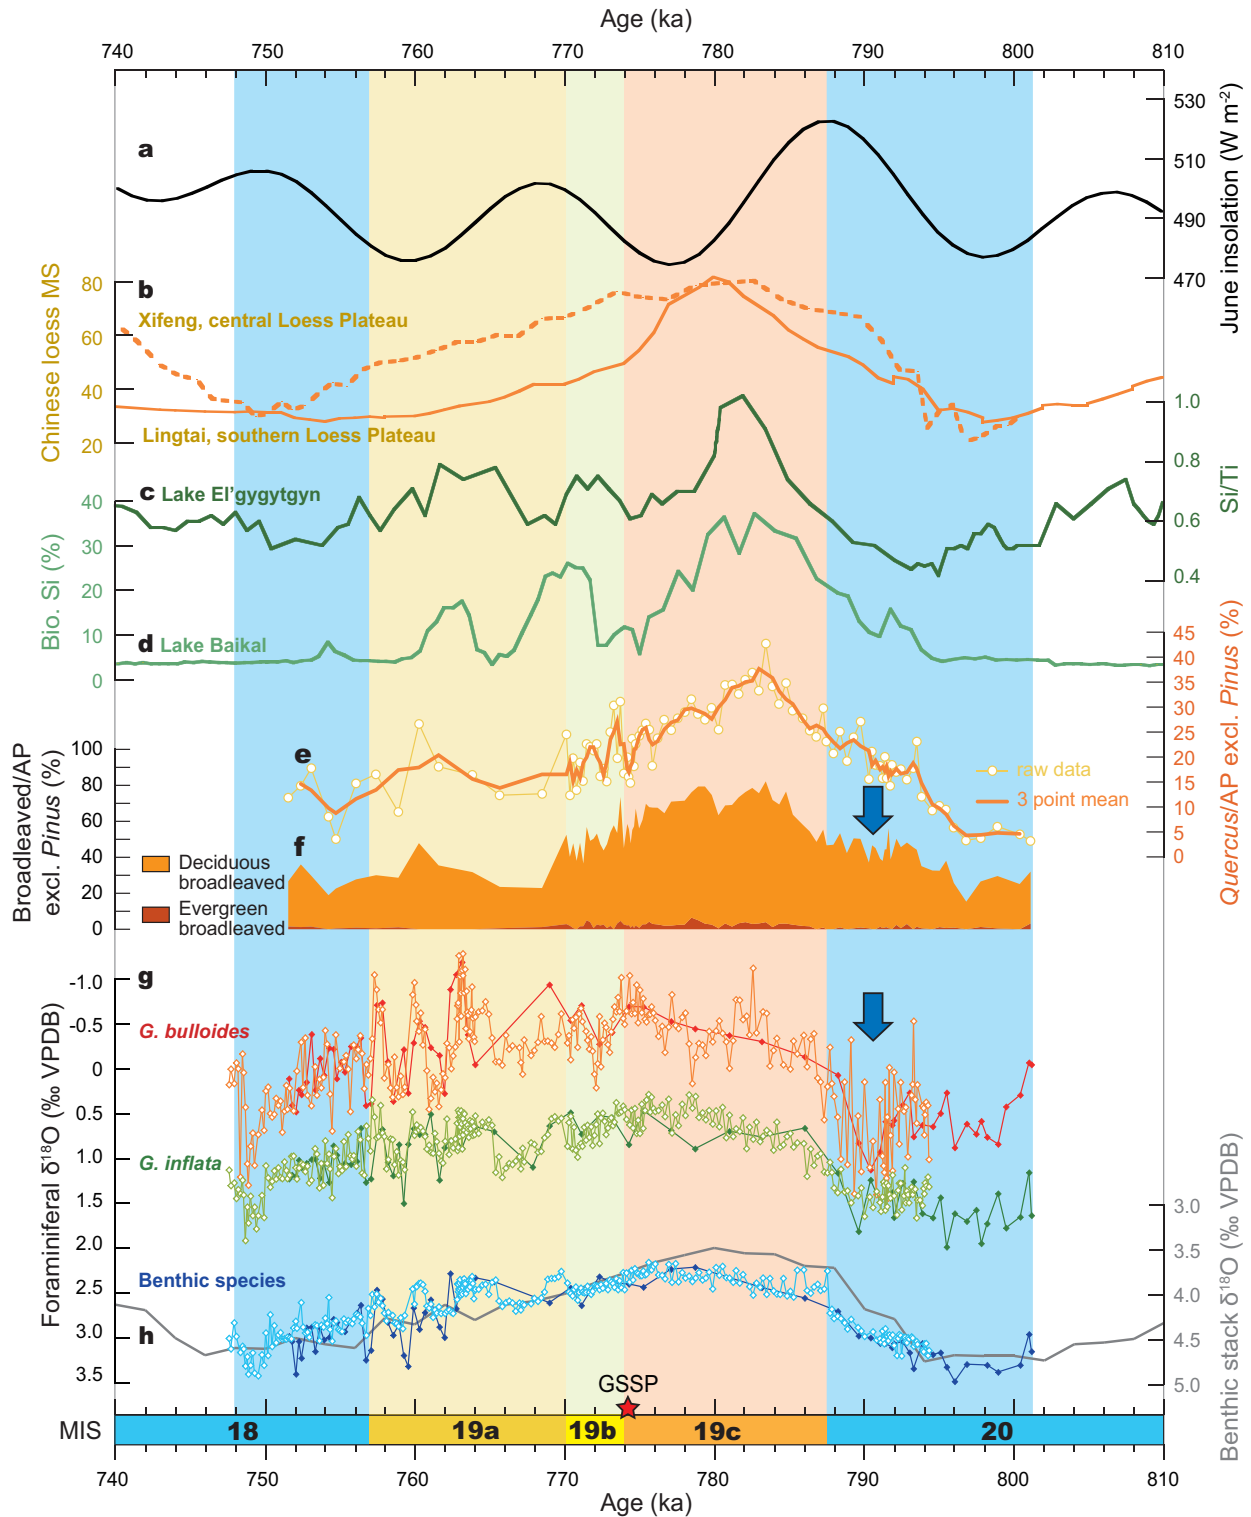 Age (ka)
740 750 760 770 780 790 800 810
a
530
510
490
470
June insolation (W m-2)
Chinese loess MS
80
60
40
20
b
Xifeng, central Loess Plateau
Lingtai, southern Loess Plateau
1.0
0.8
0.6
0.4
Si/Ti
c Lake El’gygytgyn
Bio. Si (%)
40
30
20
10
0
d Lake Baikal
45
40
35
30
25
20
15
10
5
0
Quercus/AP excl. Pinus (%)
e
raw data
3 point mean
Broadleaved/AP
excl. Pinus (%)
100
80
60
40
20
0
f
Deciduous
broadleaved
Evergreen
broadleaved
Foraminiferal δ18O (‰ VPDB)
-1.0
-0.5
0
0.5
1.0
1.5
2.0
2.5
3.0
3.5
g
G. bulloides
G. inflata
Benthic species
h
3.0
3.5
4.0
4.5
5.0
Benthic stack δ18O (‰ VPDB)
GSSP
MIS 18 19a 19b 19c 20
740 750 760 770 780 790 800 810
Age (ka)